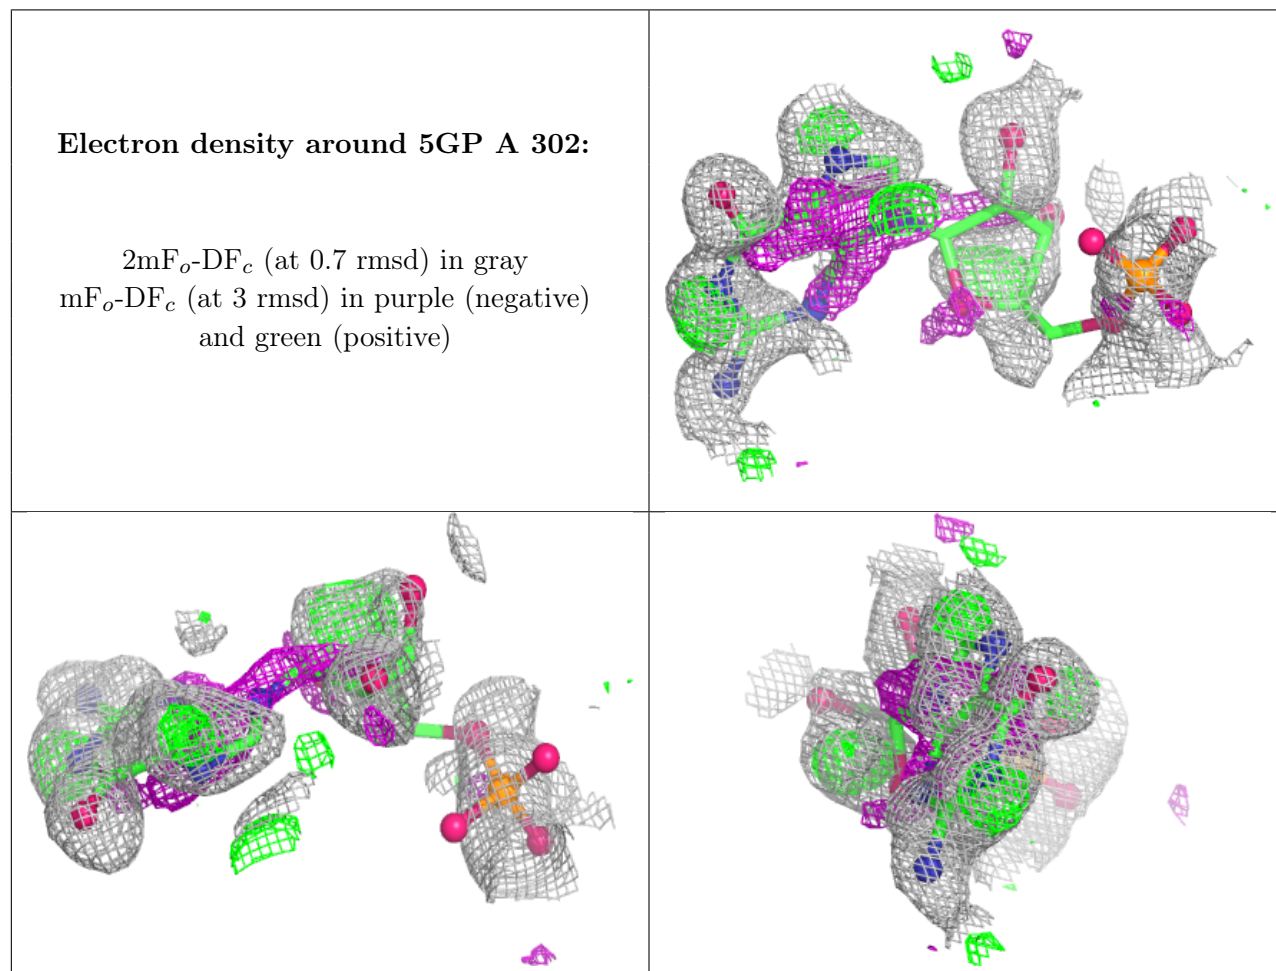 Electron density around 5GP A 302:
2mFo-DFc (at 0.7 rmsd) in gray
mFo-DFc (at 3 rmsd) in purple (negative)
and green (positive)